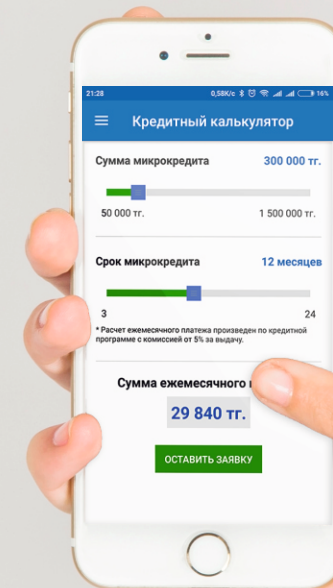 21:28 0,58K/c 16%
Кредитный калькулятор
Сумма микрокредита 300 000 тг.
50 000 тг. 1 500 000 тг.
Срок микрокредита 12 месяцев
3 24
* Расчет ежемесячного платежа произведен по кредитной
программе с комиссией от 5% за выдачу.
Сумма ежемесячного
29 840 тг.
ОСТАВИТЬ ЗАЯВКУ